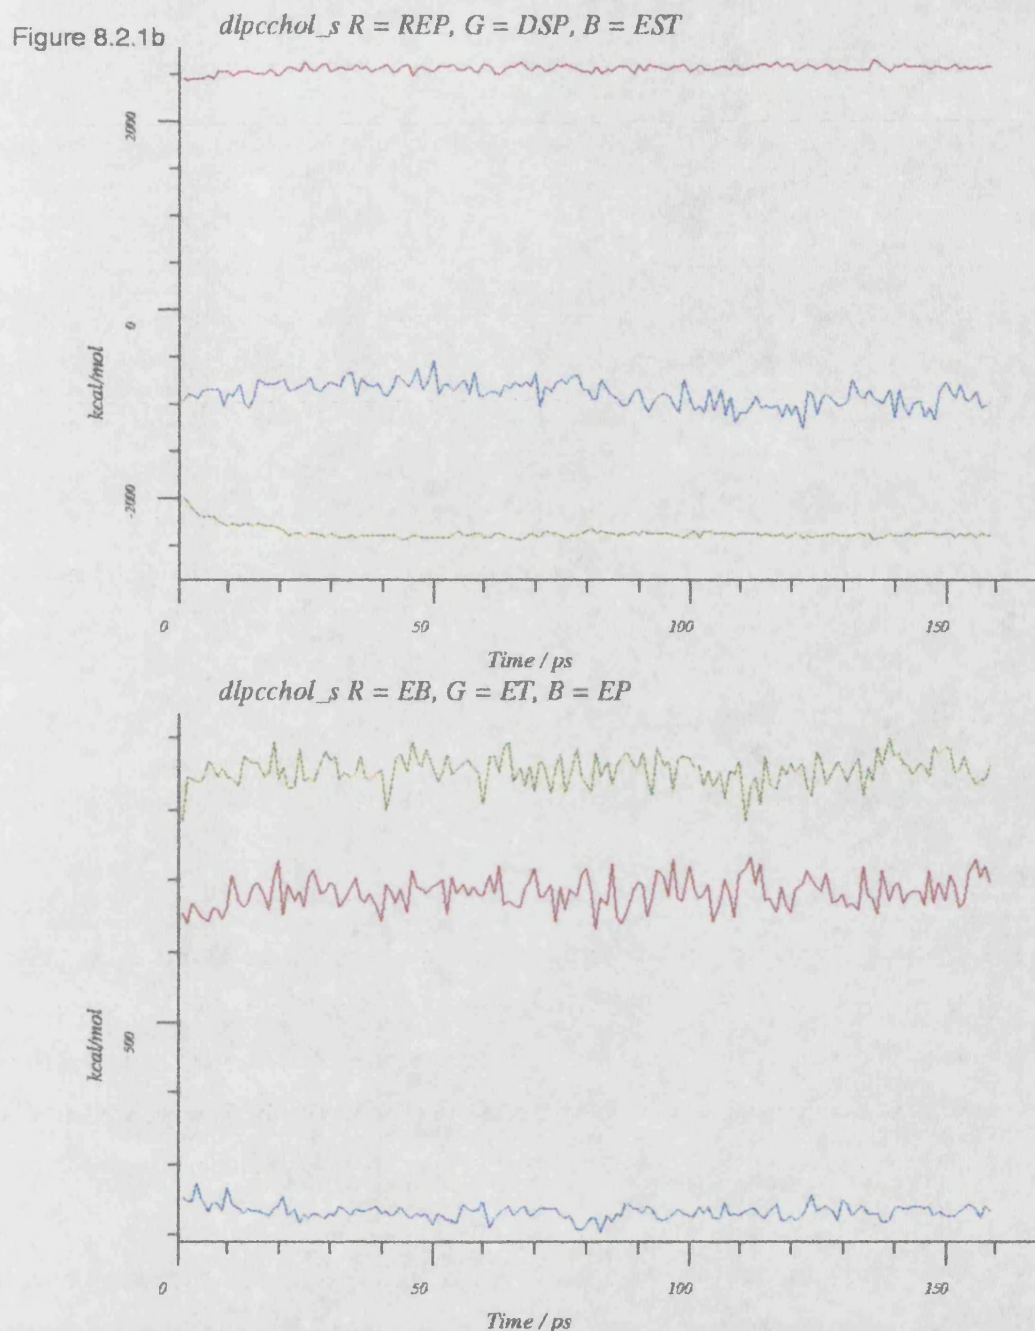 Figure 8.2.1b
dlpcchol_s R = REP, G = DSP, B = EST
2000
0
-2000
kcal/mol
0 50 100 150
Time / ps
dlpcchol_s R = EB, G = ET, B = EP
500
kcal/mol
0 50 100 150
Time / ps